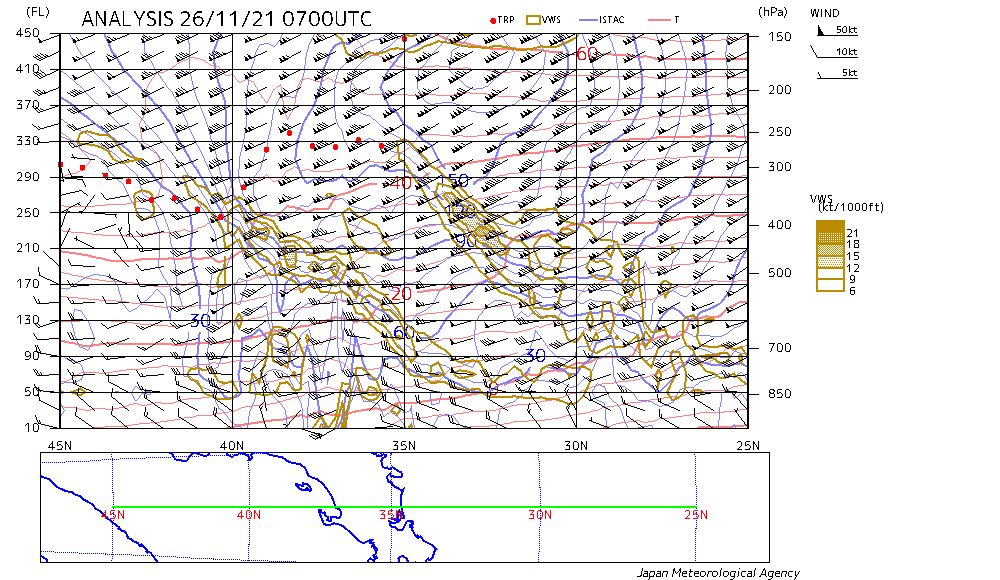 (FL) ANALYSIS 26/11/21 0700UTC TRP VWS ISTAC T (hPa) WIND
450 150 50kt
410 60 10kt
5kt
370 200
330 250
290 40 150 300
VWS
(kt/1000ft)
250 120 400
210 90 21
18
170 500 15
12
20 9
6
130 30 60
90 30 700
50 850
10
45N 40N 35N 30N 25N
45N 40N 35N 30N 25N
Japan Meteorological Agency